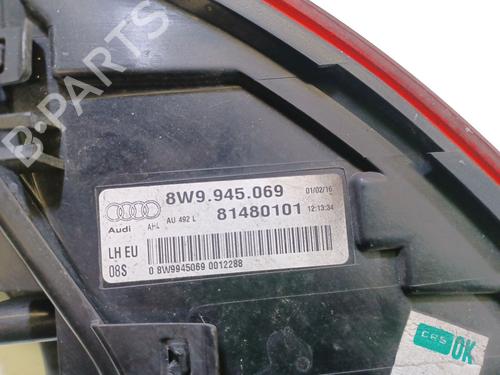 B-PARTS
8W9.945.069 01/02/16
Audi AHL AU 492 L 81480101 12:13:34
LH EU
08S 0 8W9945069 0012288
CRS OK